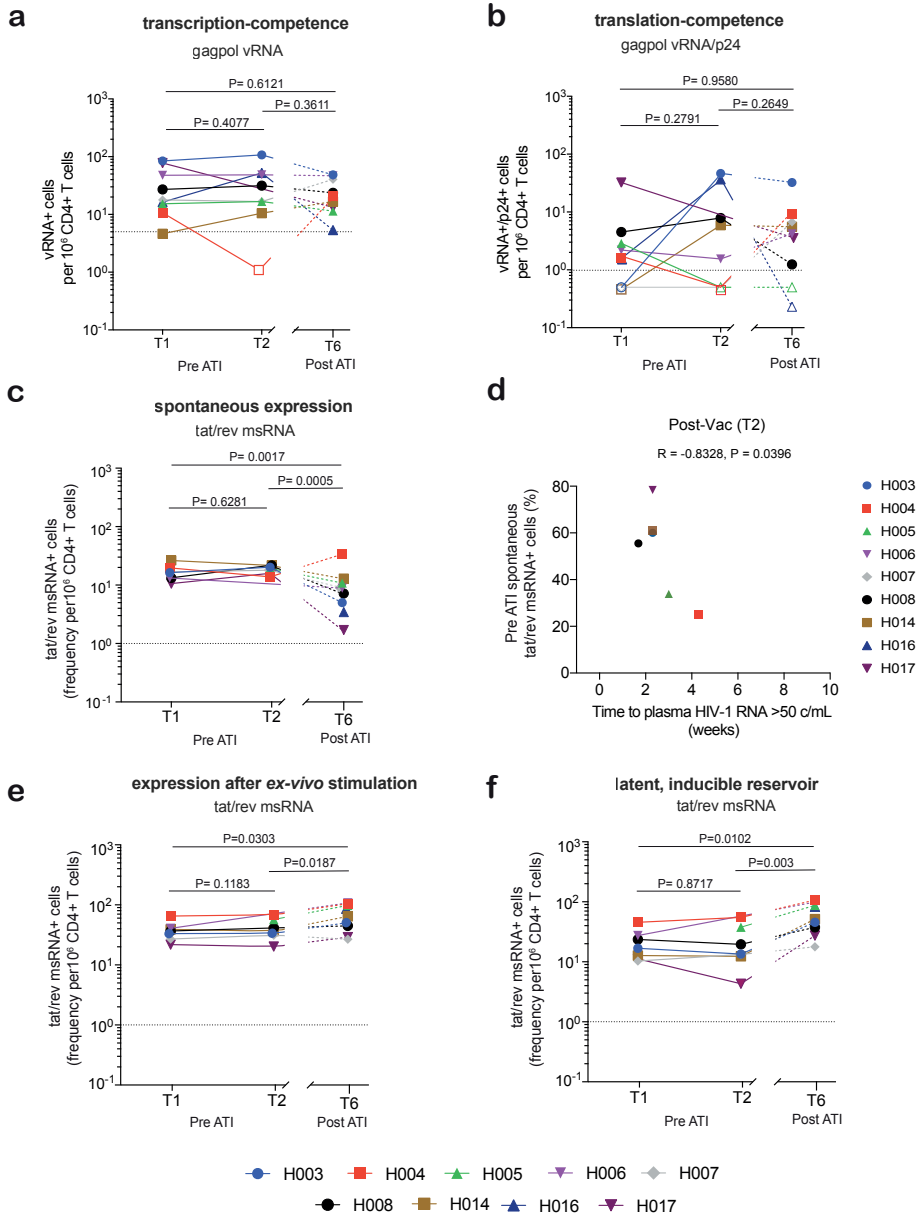 a
transcription-competence
gagpol vRNA
P= 0.6121
P= 0.3611
P= 0.4077
vRNA+ cells
per 10⁶ CD4+ T cells
10³
10²
10¹
10⁰
10⁻¹
T1
T2
T6
Pre ATI
Post ATI
b
translation-competence
gagpol vRNA/p24
P= 0.9580
P= 0.2649
P= 0.2791
vRNA+/p24+ cells
per 10⁶ CD4+ T cells
10³
10²
10¹
10⁰
10⁻¹
T1
T2
T6
Pre ATI
Post ATI
c
spontaneous expression
tat/rev msRNA
P= 0.0017
P= 0.0005
P= 0.6281
tat/rev msRNA+ cells
(frequency per10⁶ CD4+ T cells)
10³
10²
10¹
10⁰
10⁻¹
T1
T2
T6
Pre ATI
Post ATI
d
Post-Vac (T2)
R = -0.8328, P = 0.0396
Pre ATI spontaneous
tat/rev msRNA+ cells (%)
80
60
40
20
0
0
2
4
6
8
10
Time to plasma HIV-1 RNA >50 c/mL
(weeks)
H003
H004
H005
H006
H007
H008
H014
H016
H017
e
expression after ex-vivo stimulation
tat/rev msRNA
P=0.0303
P=0.0187
P= 0.1183
tat/rev msRNA+ cells
(frequency per10⁶ CD4+ T cells)
10³
10²
10¹
10⁰
10⁻¹
T1
T2
T6
Pre ATI
Post ATI
f
latent, inducible reservoir
tat/rev msRNA
P=0.0102
P=0.003
P= 0.8717
tat/rev msRNA+ cells
(frequency per10⁶ CD4+ T cells)
10³
10²
10¹
10⁰
10⁻¹
T1
T2
T6
Pre ATI
Post ATI
H003 H004 H005 H006 H007
H008 H014 H016 H017